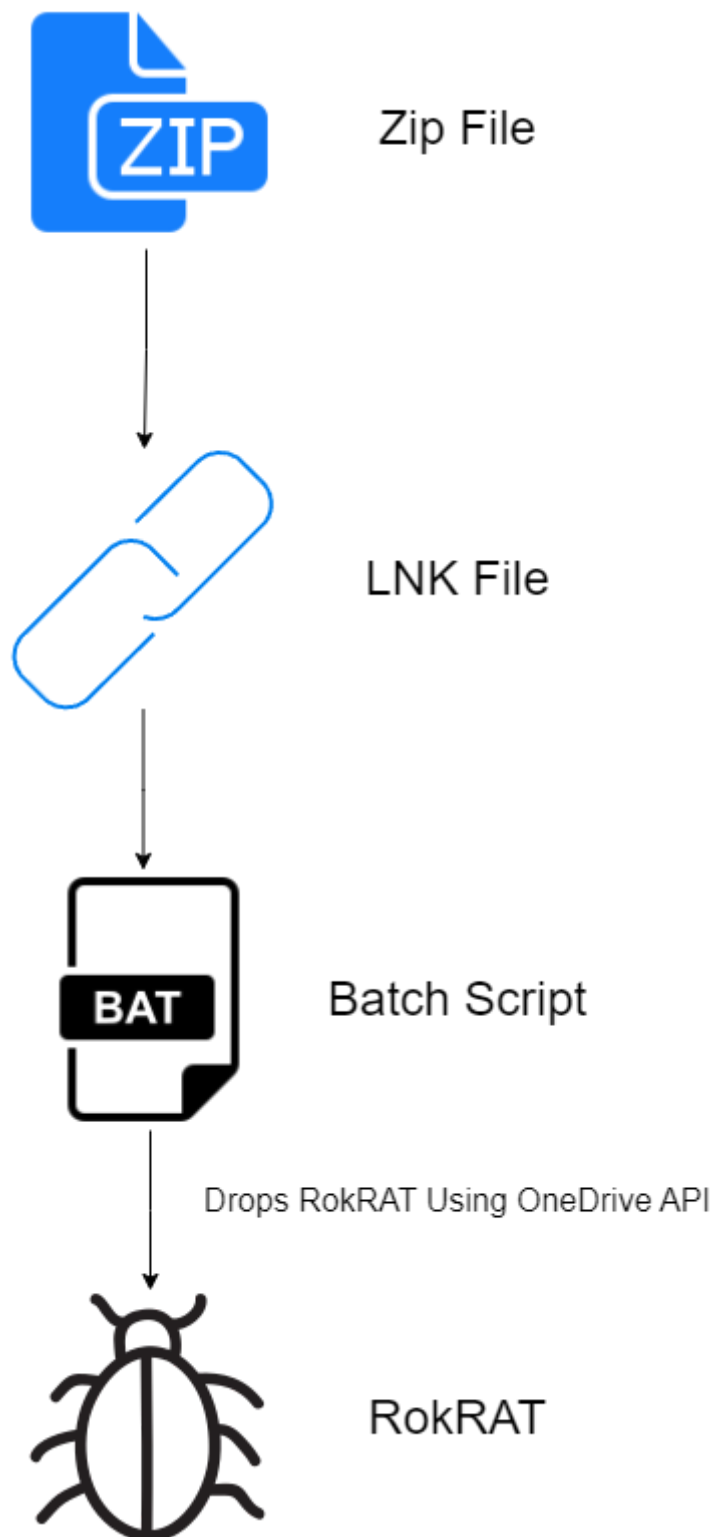 ZIP
Zip File
LNK File
BAT
Batch Script
Drops RokRAT Using OneDrive API
RokRAT